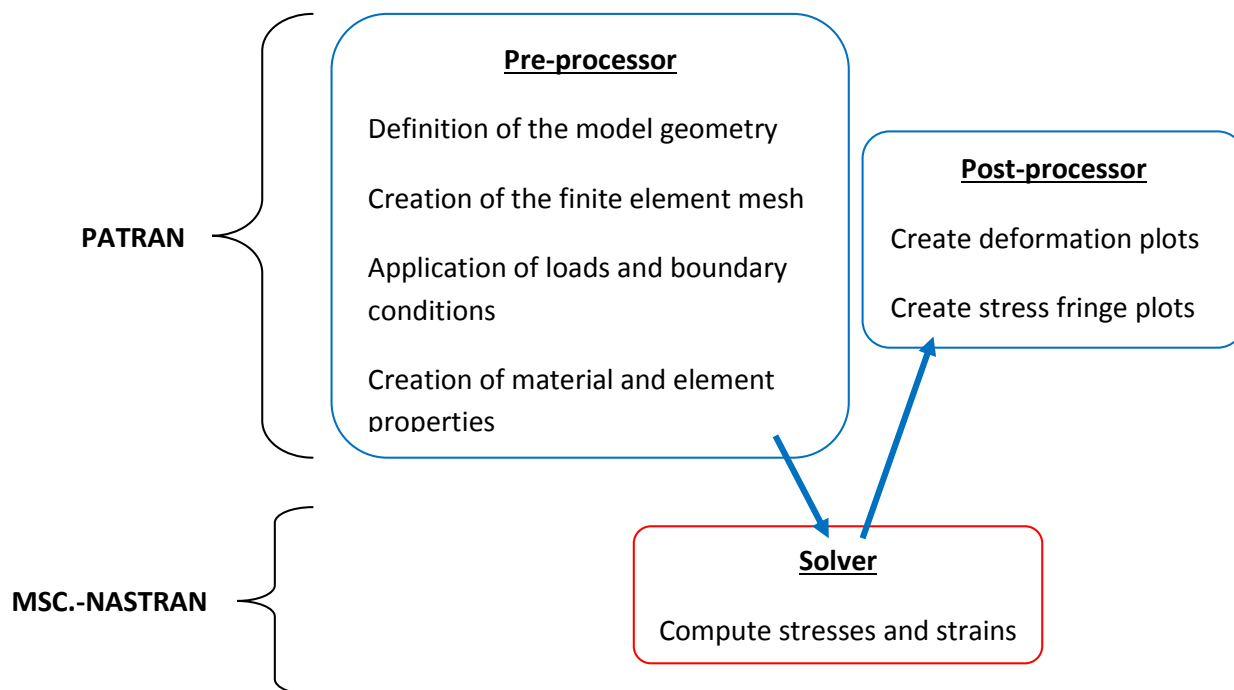 Pre-processor
Definition of the model geometry
Creation of the finite element mesh
Application of loads and boundary
conditions
Creation of material and element
properties
Post-processor
Create deformation plots
Create stress fringe plots
PATRAN
Solver
Compute stresses and strains
MSC.-NASTRAN